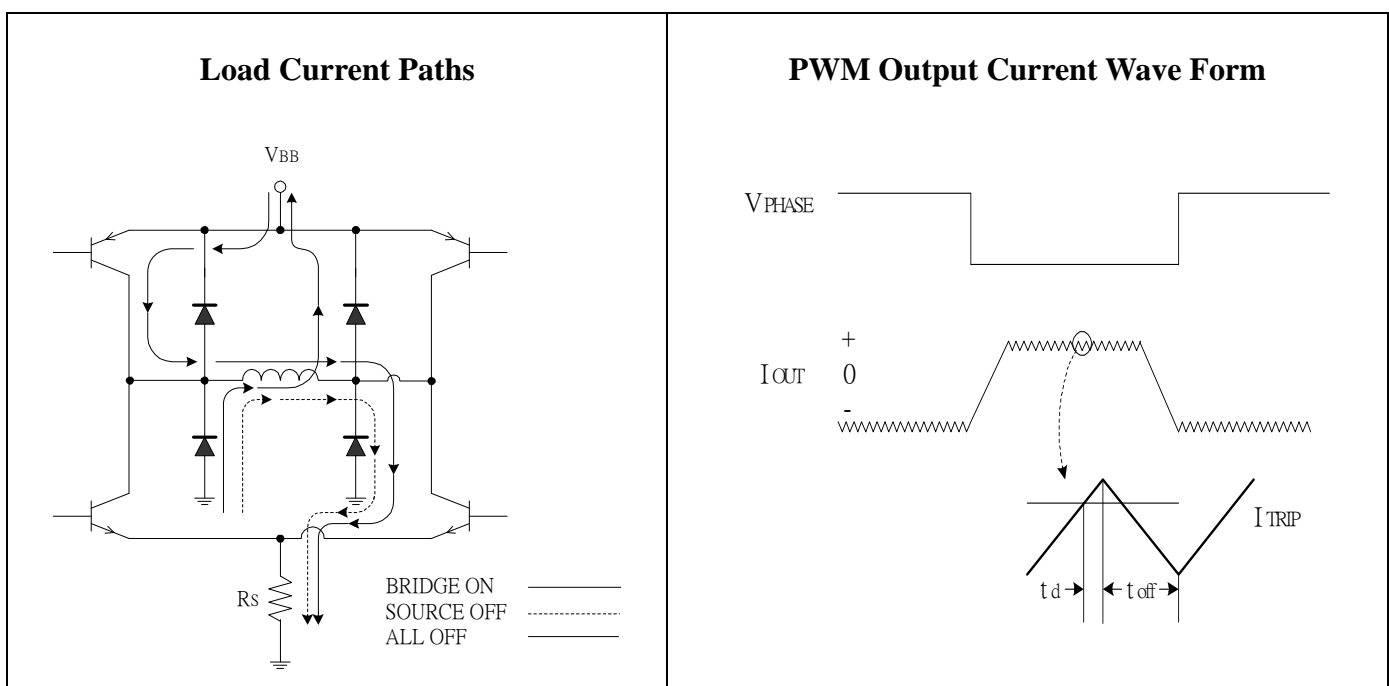 Load Current Paths
VBB
RS
BRIDGE ON
SOURCE OFF
ALL OFF
PWM Output Current Wave Form
VPHASE
+
IOUT 0
-
ITRIP
td
toff